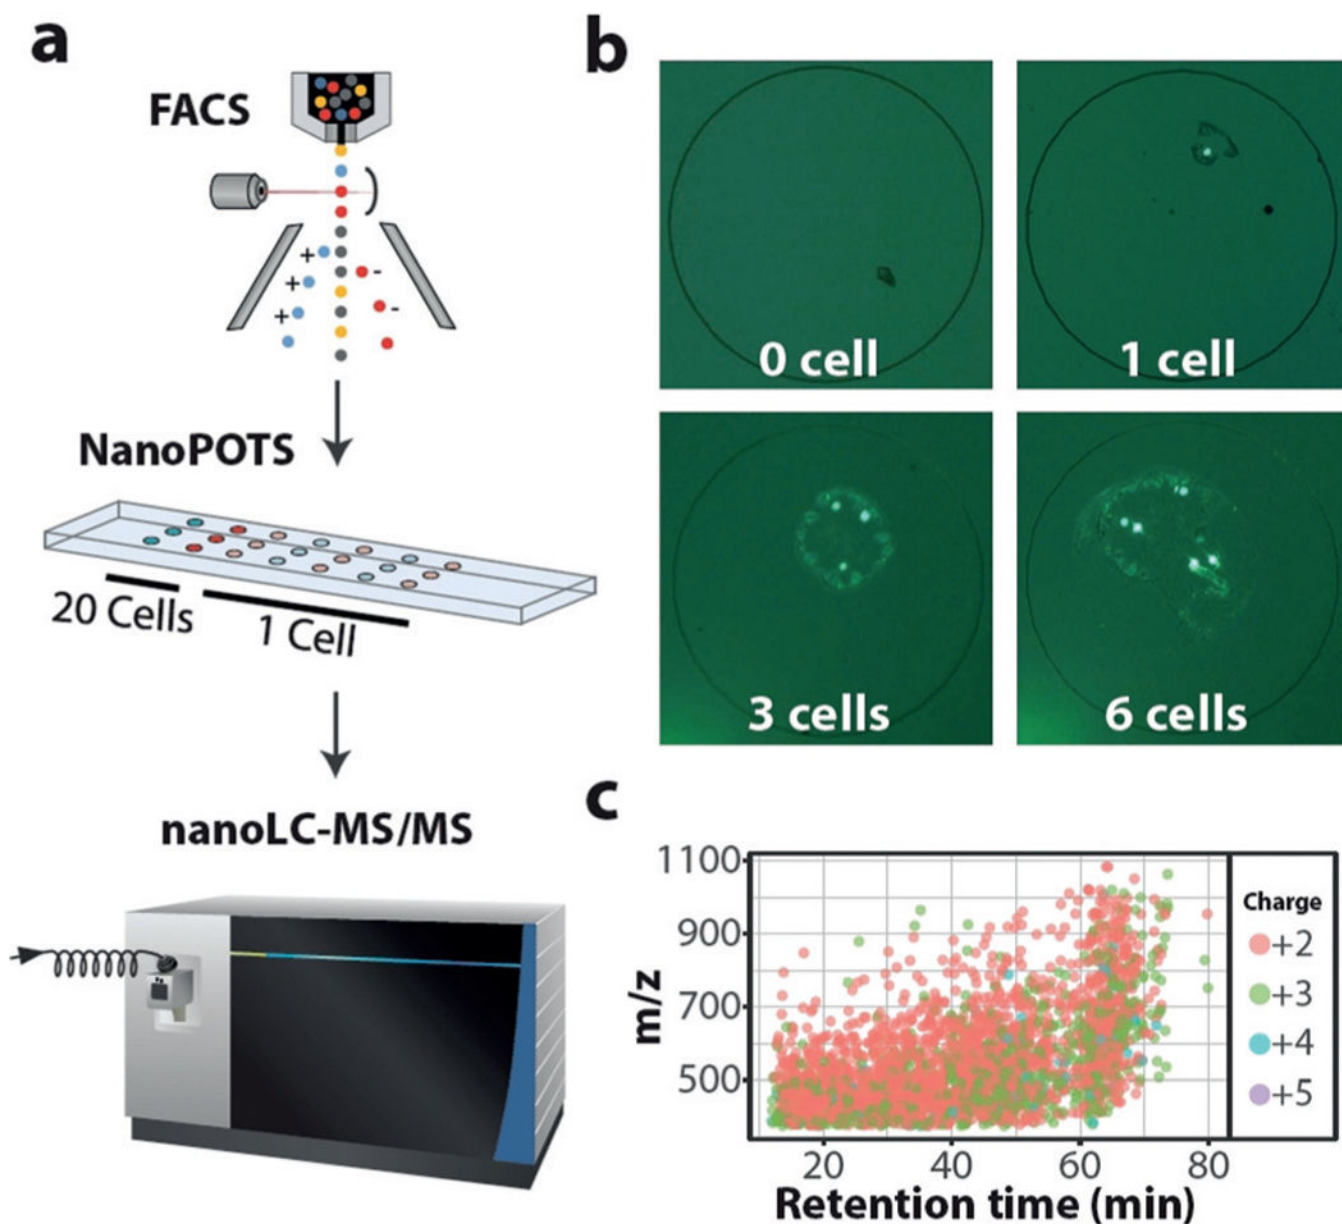 a
FACS
+
-
+
-
+
NanoPOTS
20 Cells
1 Cell
nanoLC-MS/MS
b
0 cell
1 cell
3 cells
6 cells
c
1100
900
700
500
m/z
20 40 60 80
Retention time (min)
Charge
+2
+3
+4
+5